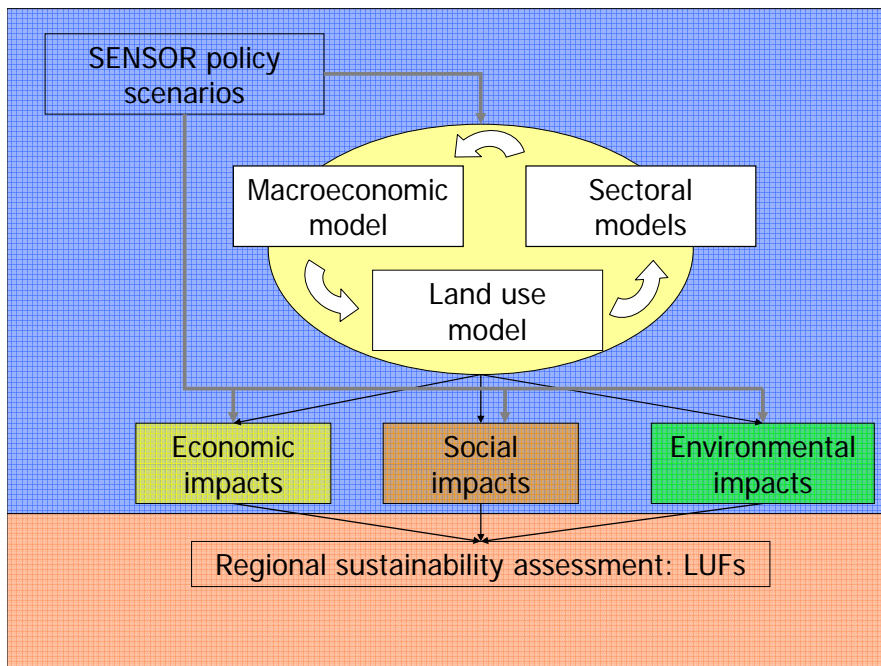 SENSOR policy
scenarios
Macroeconomic
model
Sectoral
models
Land use
model
Economic
impacts
Social
impacts
Environmental
impacts
Regional sustainability assessment: LUFs